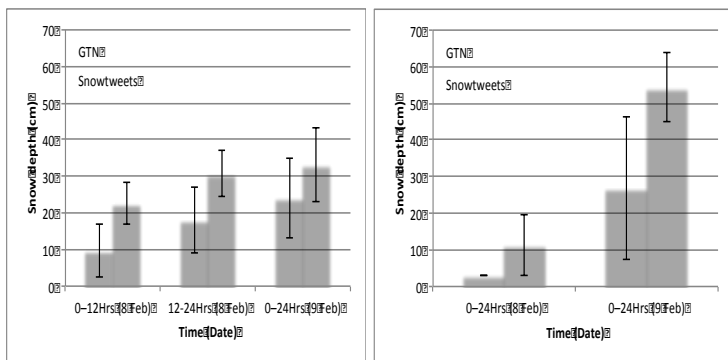 Snow⍰depth⍰(cm)⍰
70⍰
60⍰
50⍰
40⍰
30⍰
20⍰
10⍰
0⍰
GTN⍰
Snowtweets⍰
0–12Hrs⍰(8⍰Feb)⍰ 12-24Hrs⍰(8⍰Feb)⍰ 0–24Hrs⍰(9⍰Feb)⍰
Time⍰(Date)⍰
Snow⍰depth⍰(cm)⍰
70⍰
60⍰
50⍰
40⍰
30⍰
20⍰
10⍰
0⍰
GTN⍰
Snowtweets⍰
0–24Hrs⍰(8⍰Feb)⍰ 0–24Hrs⍰(9⍰Feb)⍰
Time⍰(Date)⍰